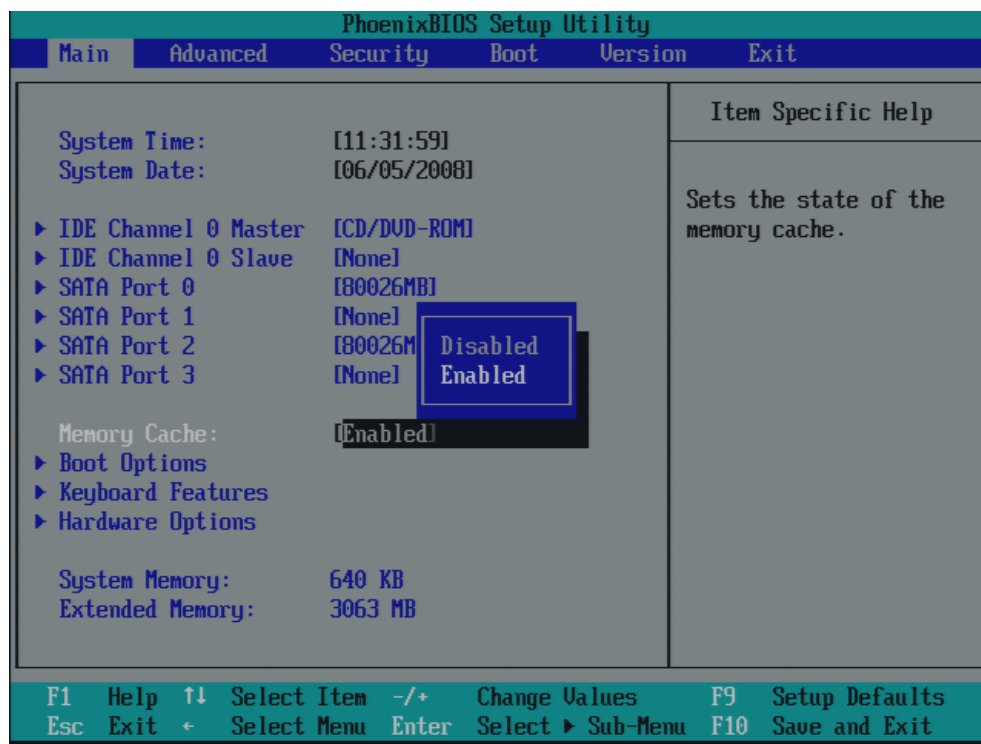 PhoenixBIOS Setup Utility
Main Advanced Security Boot Version Exit
Item Specific Help
System Time: [11:31:59]
System Date: [06/05/2008]
Sets the state of the
memory cache.
▶ IDE Channel 0 Master [CD/DVD-ROM]
▶ IDE Channel 0 Slave [None]
▶ SATA Port 0 [80026MB]
▶ SATA Port 1 [None]
▶ SATA Port 2 [80026M
▶ SATA Port 3 [None]
Disabled
Enabled
Memory Cache: [Enabled]
▶ Boot Options
▶ Keyboard Features
▶ Hardware Options
System Memory: 640 KB
Extended Memory: 3063 MB
F1 Help ↑↓ Select Item -/+ Change Values F9 Setup Defaults
Esc Exit ← Select Menu Enter Select ▶ Sub-Menu F10 Save and Exit